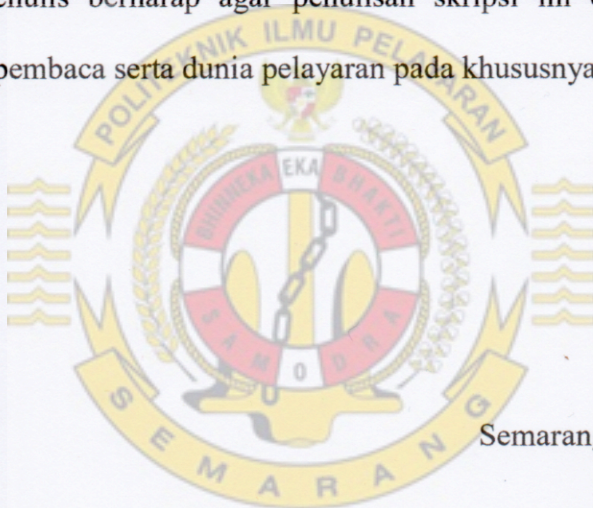 penulis berharap agar penulisan skripsi ini
pembaca serta dunia pelayaran pada khususnya
POLITEKNIK ILMU PELAYARAN
BHINNEKA EKA BHAKTI
SAMODRA
Semarang
SEMARANG